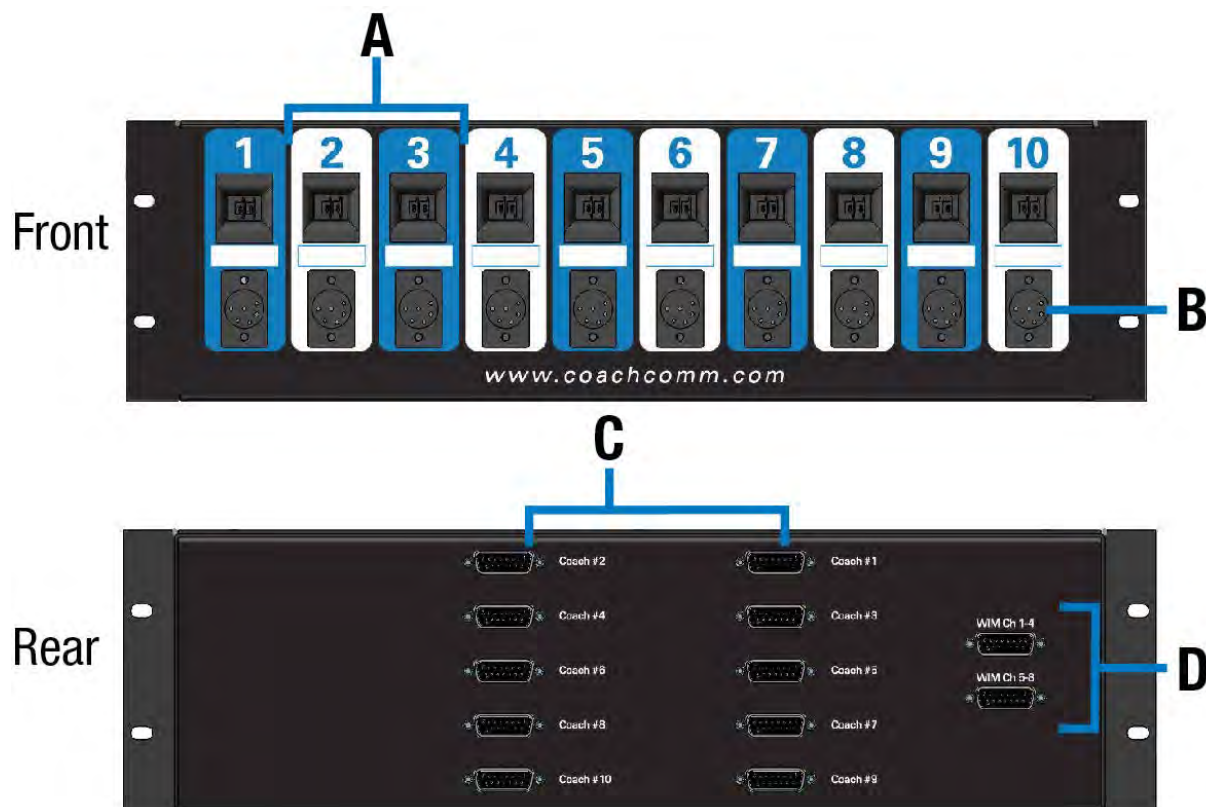 A
1 2 3 4 5 6 7 8 9 10
Front
B
www.coachcomm.com
C
Coach #2
Coach #1
Coach #4
Coach #3
WIM Ch 1-4
Rear
Coach #6
Coach #5
WIM Ch 5-8
D
Coach #8
Coach #7
Coach #10
Coach #9